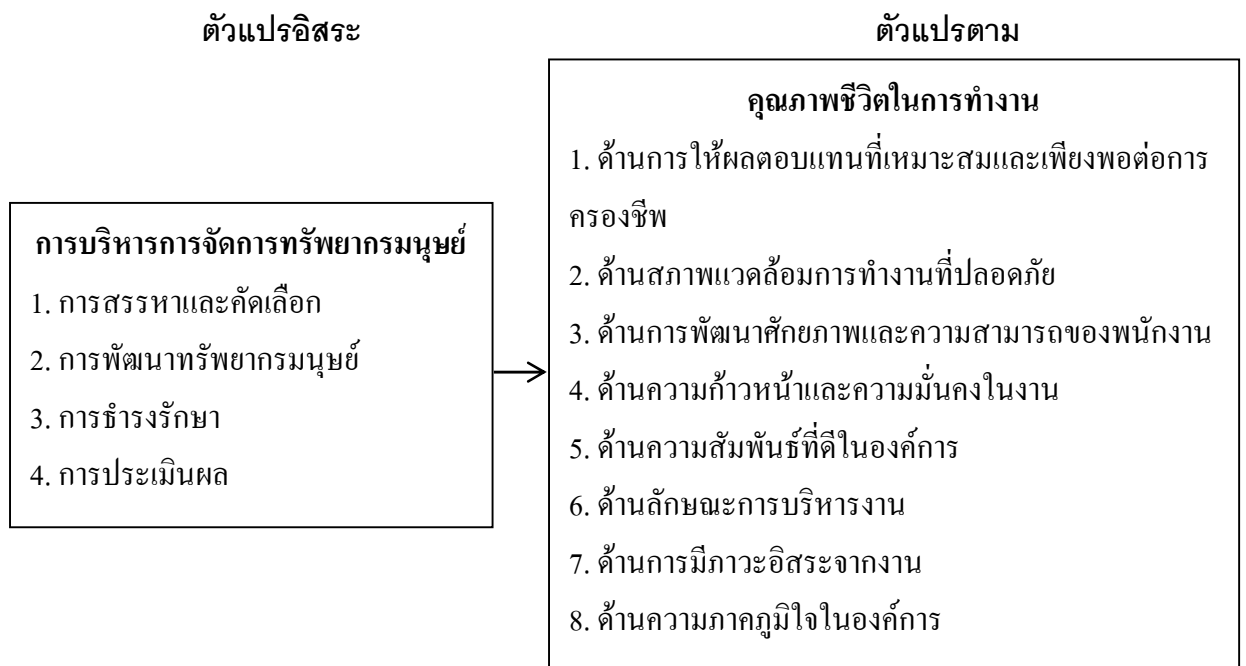 ตัวแปรอิสระ
ตัวแปรตาม
การบริหารการจัดการทรัพยากรมนุษย์
1. การสรรหาและคัดเลือก
2. การพัฒนาทรัพยากรมนุษย์
3. การธำรงรักษา
4. การประเมินผล
คุณภาพชีวิตในการทำงาน
1. ด้านการให้ผลตอบแทนที่เหมาะสมและเพียงพอต่อการ
ครองชีพ
2. ด้านสภาพแวดล้อมการทำงานที่ปลอดภัย
3. ด้านการพัฒนาศักยภาพและความสามารถของพนักงาน
4. ด้านความก้าวหน้าและความมั่นคงในงาน
5. ด้านความสัมพันธ์ที่ดีในองค์การ
6. ด้านลักษณะการบริหารงาน
7. ด้านการมีภาวะอิสระจากงาน
8. ด้านความภาคภูมิใจในองค์การ